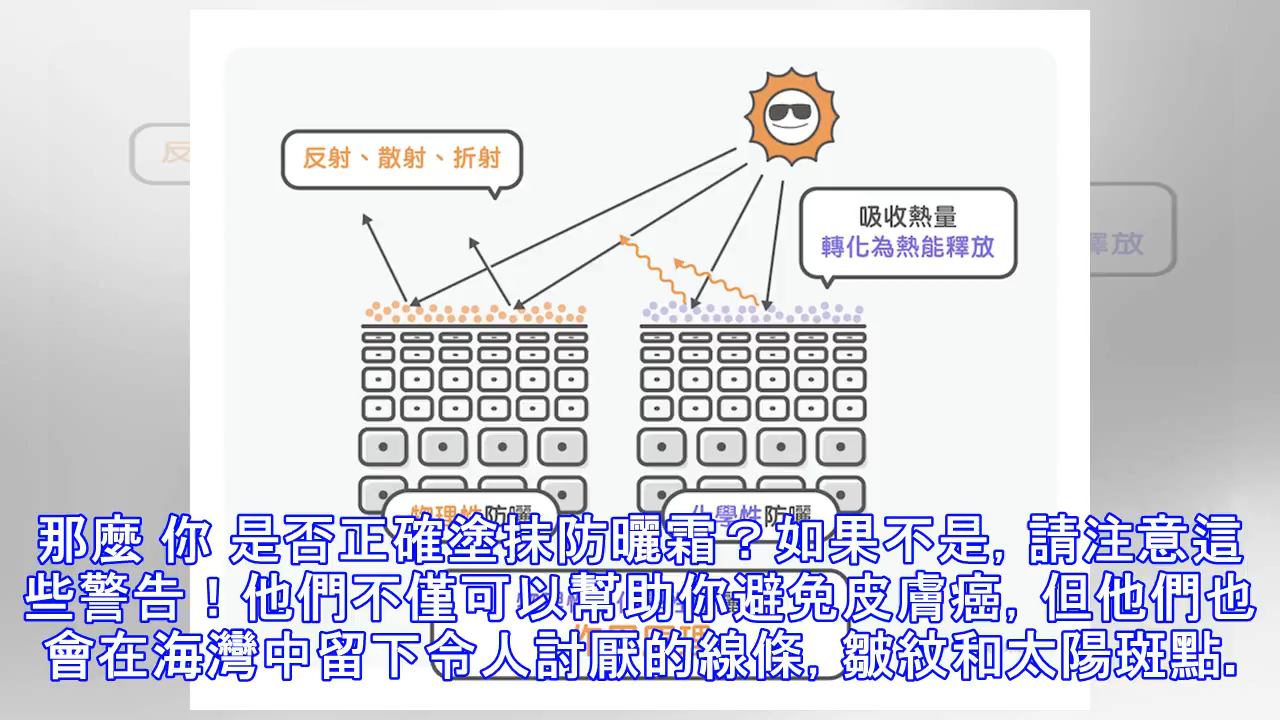 反射、散射、折射
吸收熱量
轉化為熱能釋放
物理性防曬
化學性防曬
那麼 你 是否正確塗抹防曬霜？如果不是, 請注意這
些警告！他們不僅可以幫助你避免皮膚癌, 但他們也
會在海灣中留下令人討厭的線條, 皺紋和太陽斑點.